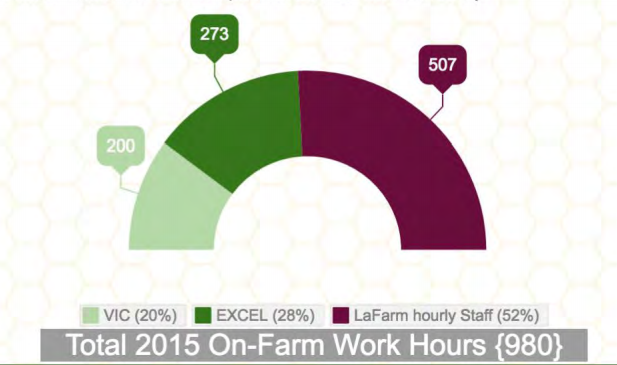 273
507
200
VIC (20%) EXCEL (28%) LaFarm hourly Staff (52%)
Total 2015 On-Farm Work Hours {980}